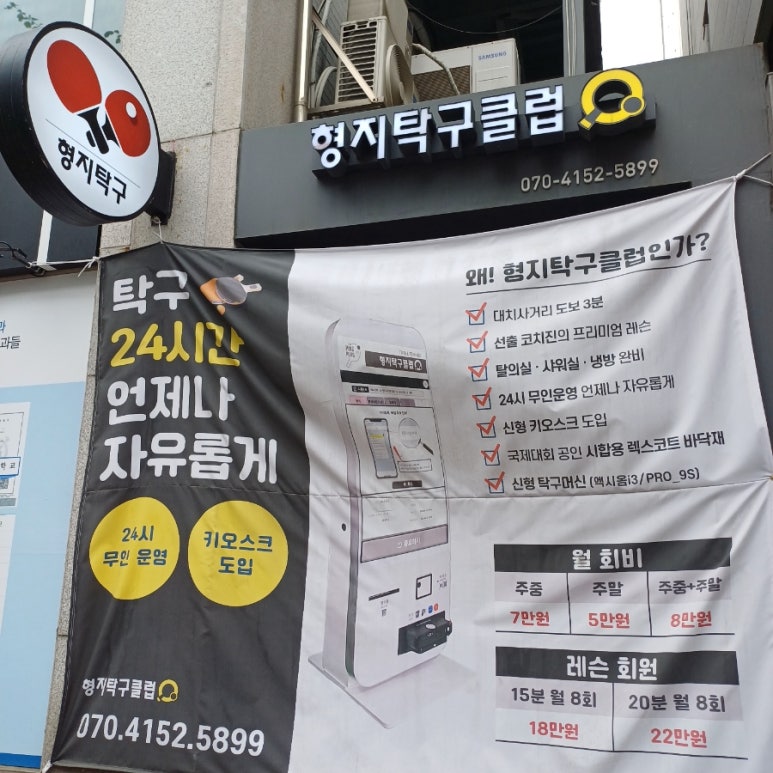 형지탁구
SAMSUNG
형지탁구클럽
070-4152-5899
탁구
24시간
언제나
자유롭게
24시
무인 운영
키오스크
도입
형지탁구클럽
070.4152.5899
형지탁구클럽
왜! 형지탁구클럽인가?
대치사거리 도보 3분
선출 코치진의 프리미엄 레슨
탈의실 · 샤워실 · 냉방 완비
24시 무인운영 언제나 자유롭게
신형 키오스크 도입
국제대회 공인 시합용 렉스코트 바닥재
신형 탁구머신 (액시옴i3/PRO_9S)
월 회비
주중 주말 주중+주말
7만원 5만원 8만원
레슨 회원
15분 월 8회 20분 월 8회
18만원 22만원
과들